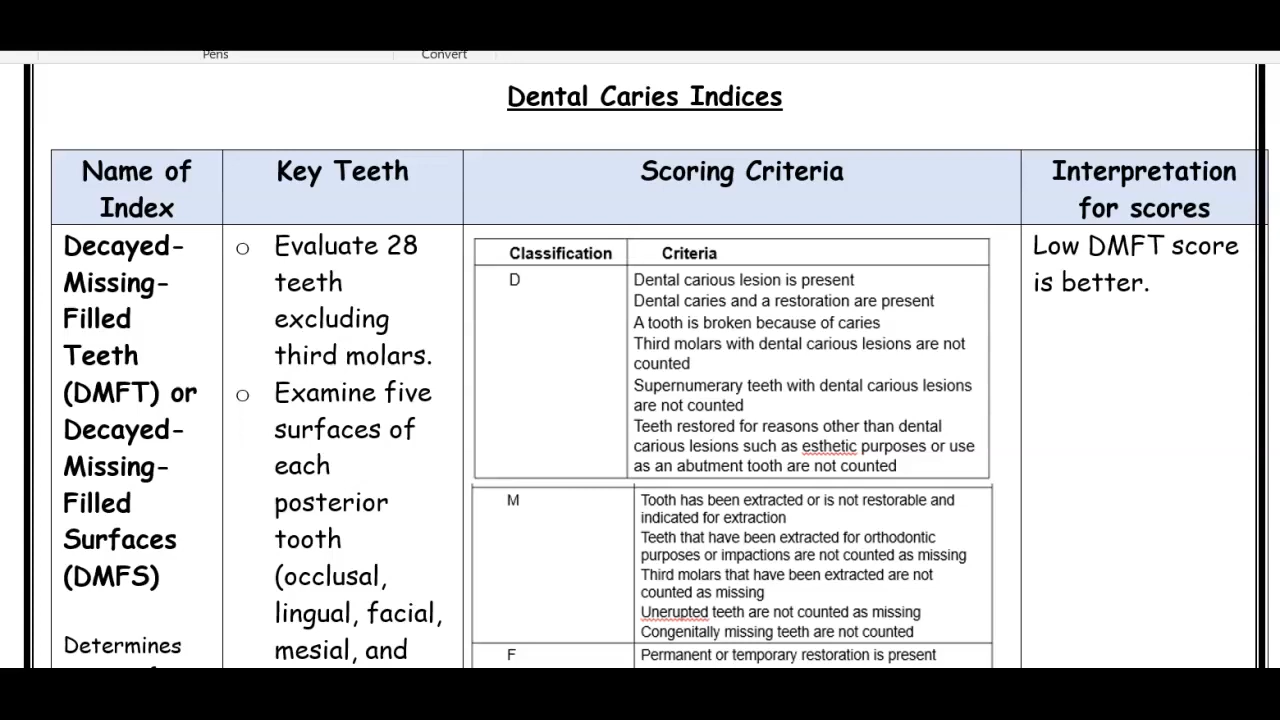 Pens
Convert
Dental Caries Indices
Name of
Index
Key Teeth
Scoring Criteria
Interpretation
for scores
Decayed-
Missing-
Filled
Teeth
(DMFT) or
Decayed-
Missing-
Filled
Surfaces
(DMFS)
Determines
o Evaluate 28
teeth
excluding
third molars.
o Examine five
surfaces of
each
posterior
tooth
(occlusal,
lingual, facial,
mesial, and
Classification
Criteria
D
Dental carious lesion is present
Dental caries and a restoration are present
A tooth is broken because of caries
Third molars with dental carious lesions are not
counted
Supernumerary teeth with dental carious lesions
are not counted
Teeth restored for reasons other than dental
carious lesions such as esthetic purposes or use
as an abutment tooth are not counted
M
Tooth has been extracted or is not restorable and
indicated for extraction
Teeth that have been extracted for orthodontic
purposes or impactions are not counted as missing
Third molars that have been extracted are not
counted as missing
Unerupted teeth are not counted as missing
Congenitally missing teeth are not counted
F
Permanent or temporary restoration is present
Low DMFT score
is better.